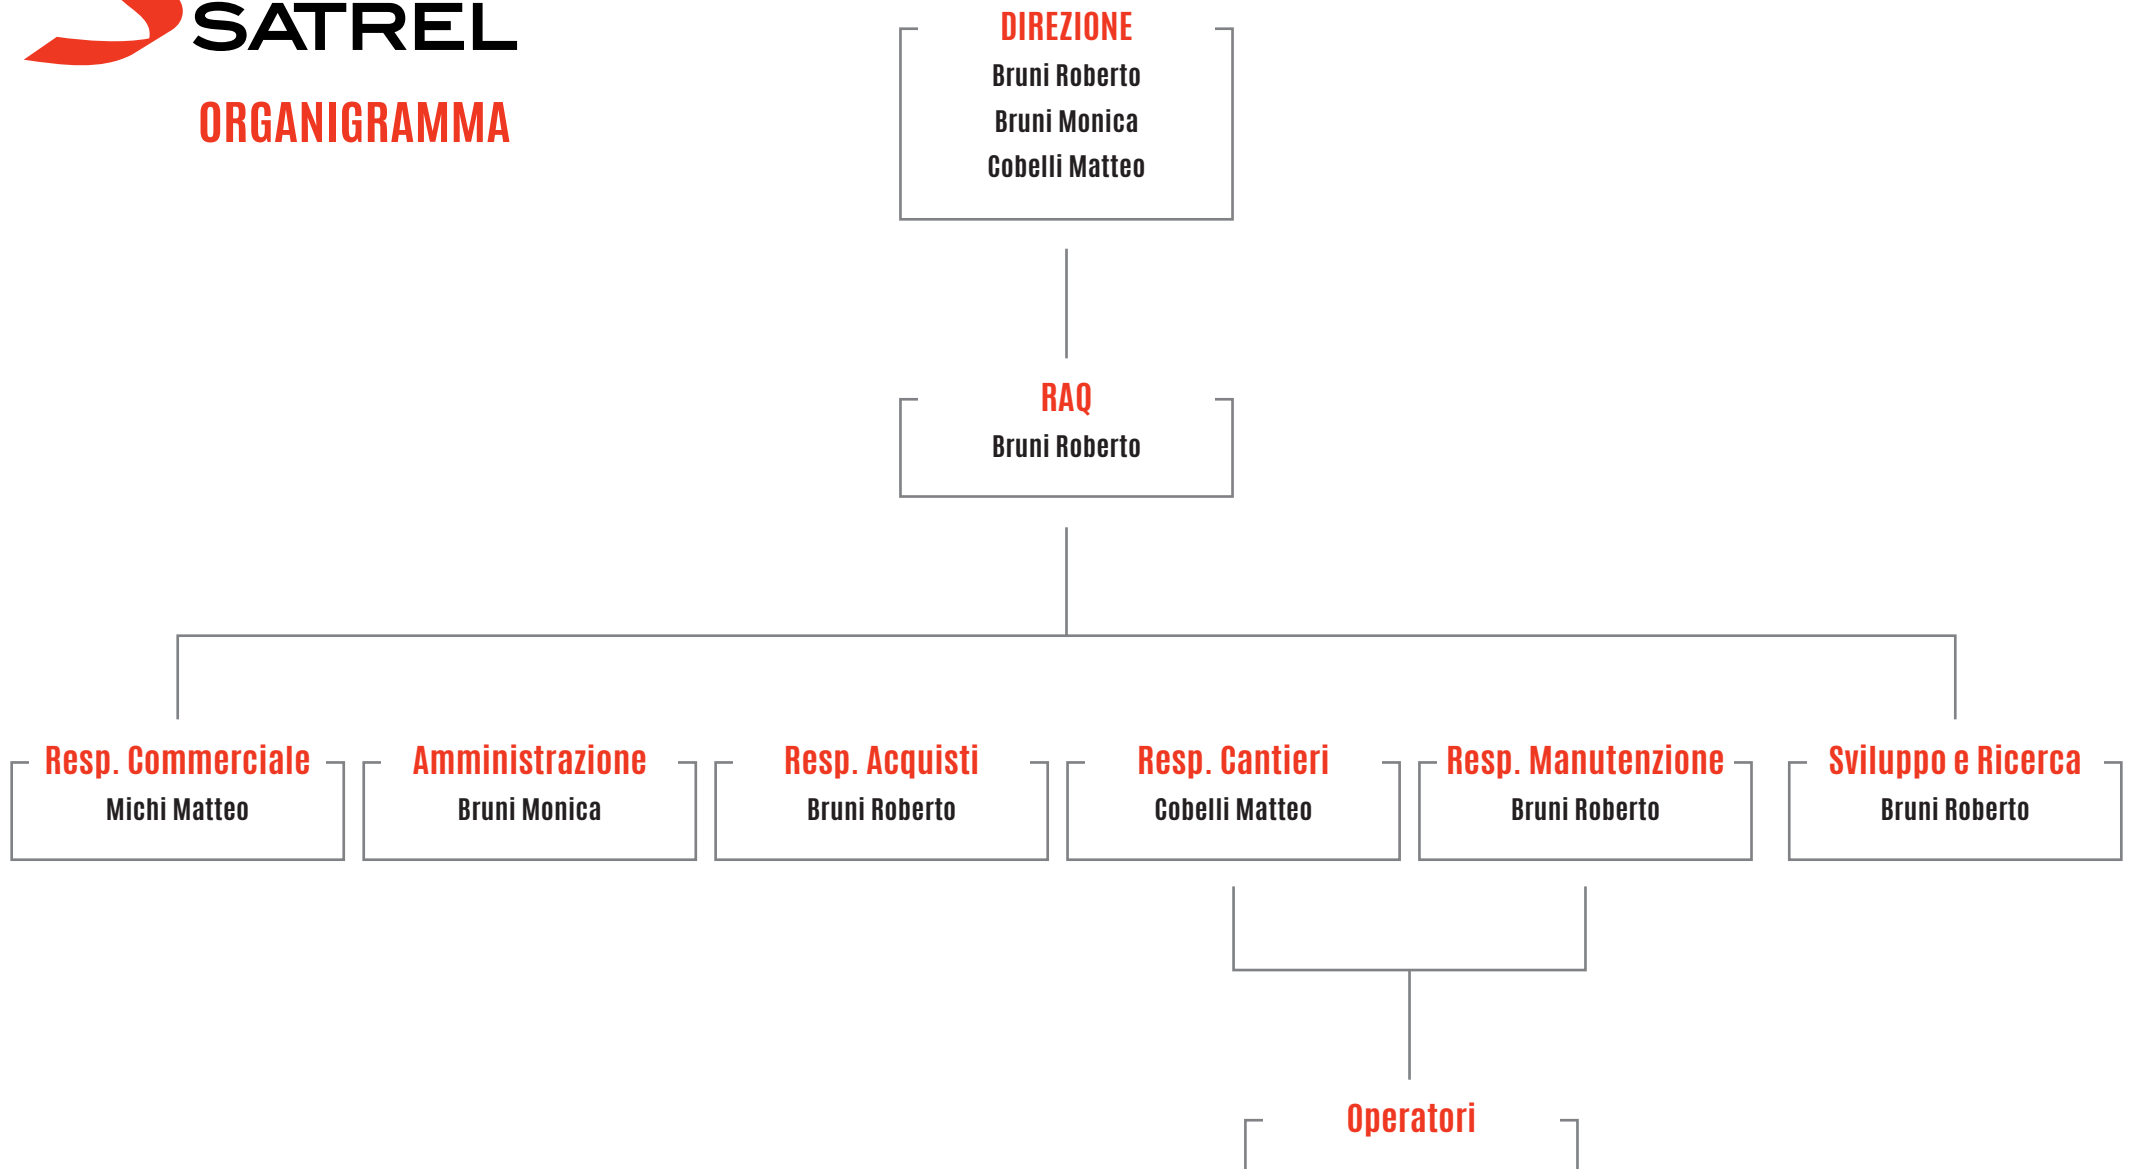 SATREL
ORGANIGRAMMA
DIREZIONE
Bruni Roberto
Bruni Monica
Cobelli Matteo
RAQ
Bruni Roberto
Resp. Commerciale
Michi Matteo
Amministrazione
Bruni Monica
Resp. Acquisti
Bruni Roberto
Resp. Cantieri
Cobelli Matteo
Resp. Manutenzione
Bruni Roberto
Sviluppo e Ricerca
Bruni Roberto
Operatori